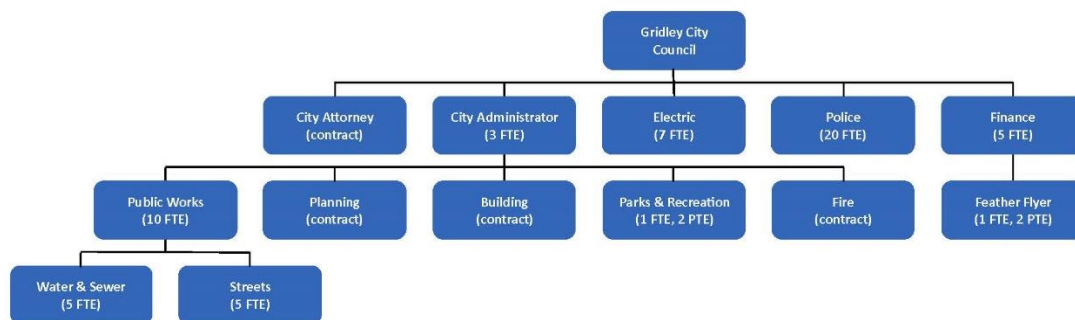 Gridley City
Council
City Attorney
(contract)
City Administrator
(3 FTE)
Electric
(7 FTE)
Police
(20 FTE)
Finance
(5 FTE)
Public Works
(10 FTE)
Planning
(contract)
Building
(contract)
Parks & Recreation
(1 FTE, 2 PTE)
Fire
(contract)
Feather Flyer
(1 FTE, 2 PTE)
Water & Sewer
(5 FTE)
Streets
(5 FTE)